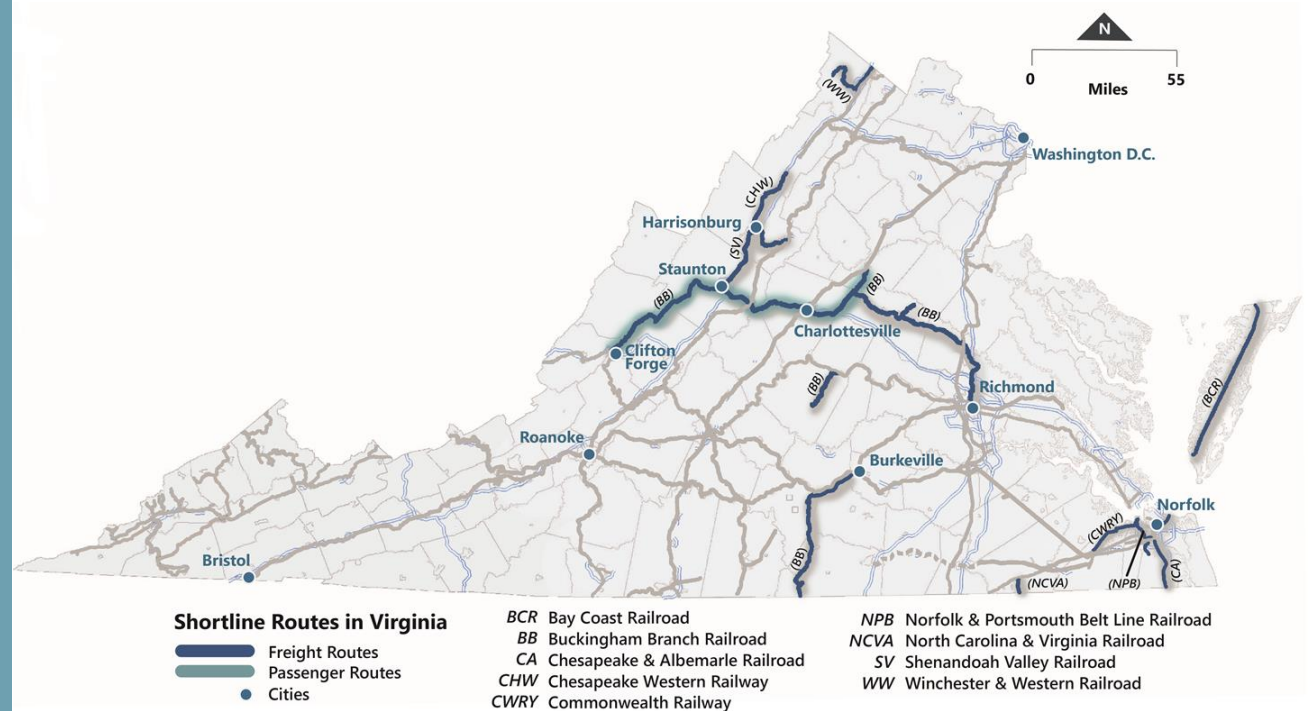 N
0
55
Miles
(WW)
Washington D.C.
(CHW)
Harrisonburg
(SV)
Staunton
(BB)
(BB)
(BB)
Charlottesville
Clifton
Forge
(BB)
Richmond
(BCR)
Roanoke
Burkeville
Norfolk
(CWRY)
Bristol
(BB)
(NCVA)
(NPB)
(CA)
Shortline Routes in Virginia
Freight Routes
Passenger Routes
Cities
BCR Bay Coast Railroad
BB Buckingham Branch Railroad
CA Chesapeake & Albemarle Railroad
CHW Chesapeake Western Railway
CWRY Commonwealth Railway
NPB Norfolk & Portsmouth Belt Line Railroad
NCVA North Carolina & Virginia Railroad
SV Shenandoah Valley Railroad
WW Winchester & Western Railroad